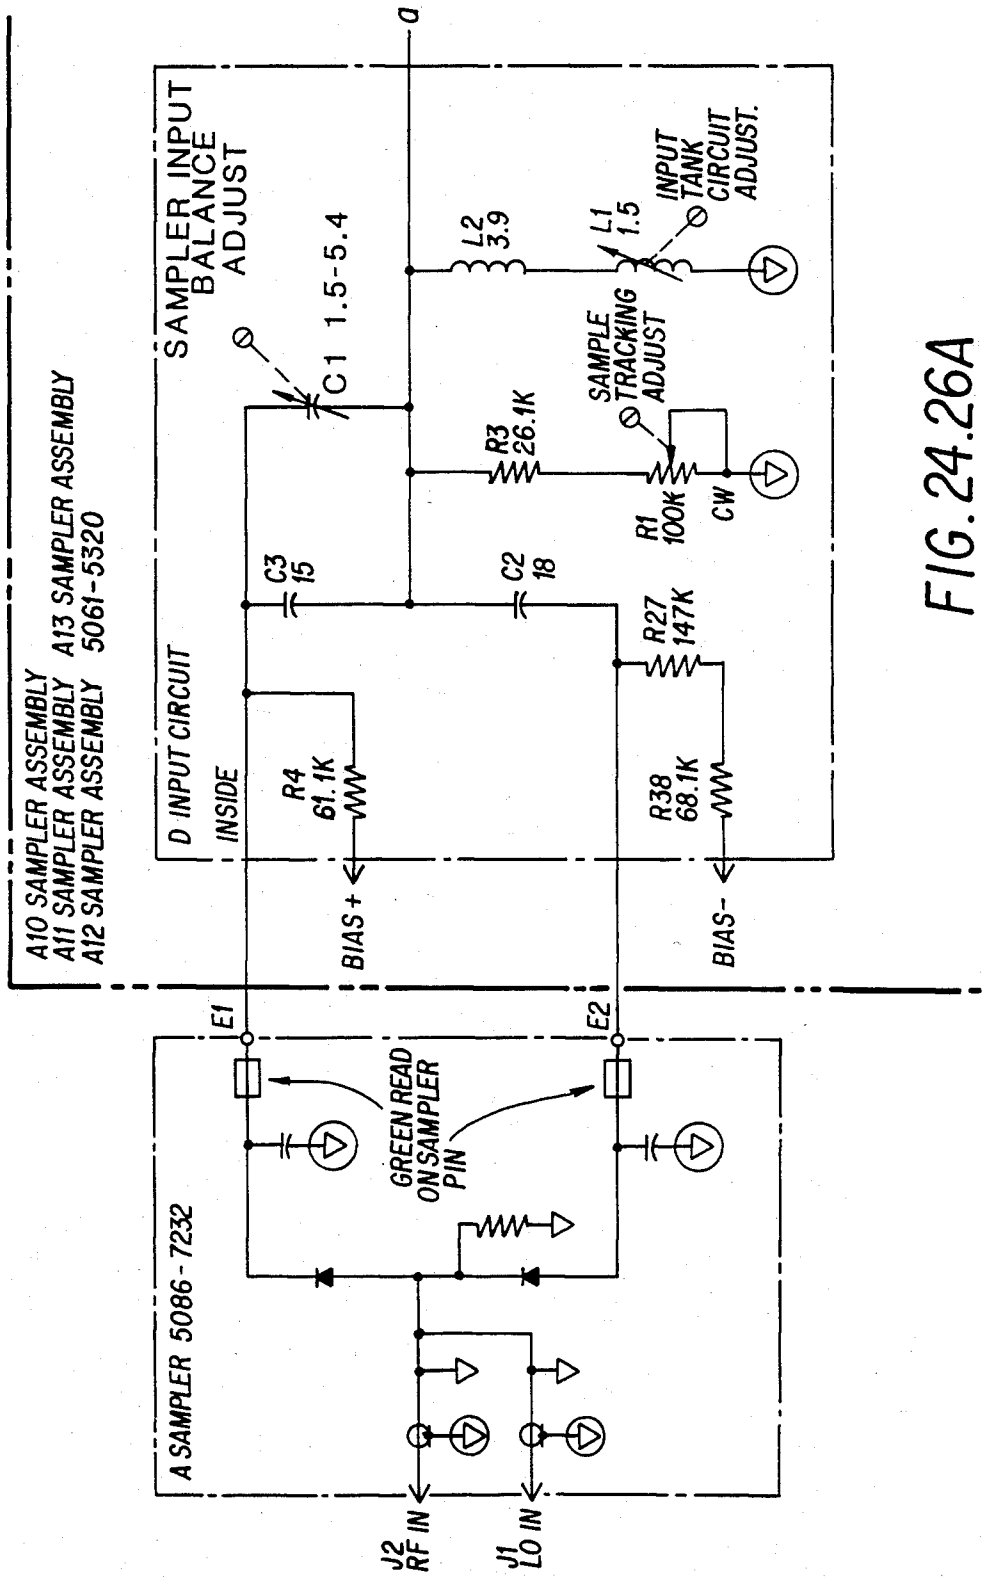 A10 SAMPLER ASSEMBLY
A11 SAMPLER ASSEMBLY A13 SAMPLER ASSEMBLY
A12 SAMPLER ASSEMBLY 5061-5320
A SAMPLER 5086-7232
J2
RF IN
J1
LO IN
GREEN READ
ON SAMPLER
PIN
E1
E2
D INPUT CIRCUIT
INSIDE
BIAS+
R4
61.1K
BIAS-
R38
68.1K
R27
147K
C3
15
C2
18
SAMPLER INPUT
BALANCE
ADJUST
C1 1.5-5.4
R3
26.1K
R1
100K
CW
SAMPLE
TRACKING
ADJUST
L2
3.9
L1
1.5
INPUT
TANK
CIRCUIT
ADJUST.
a
FIG. 24.26A